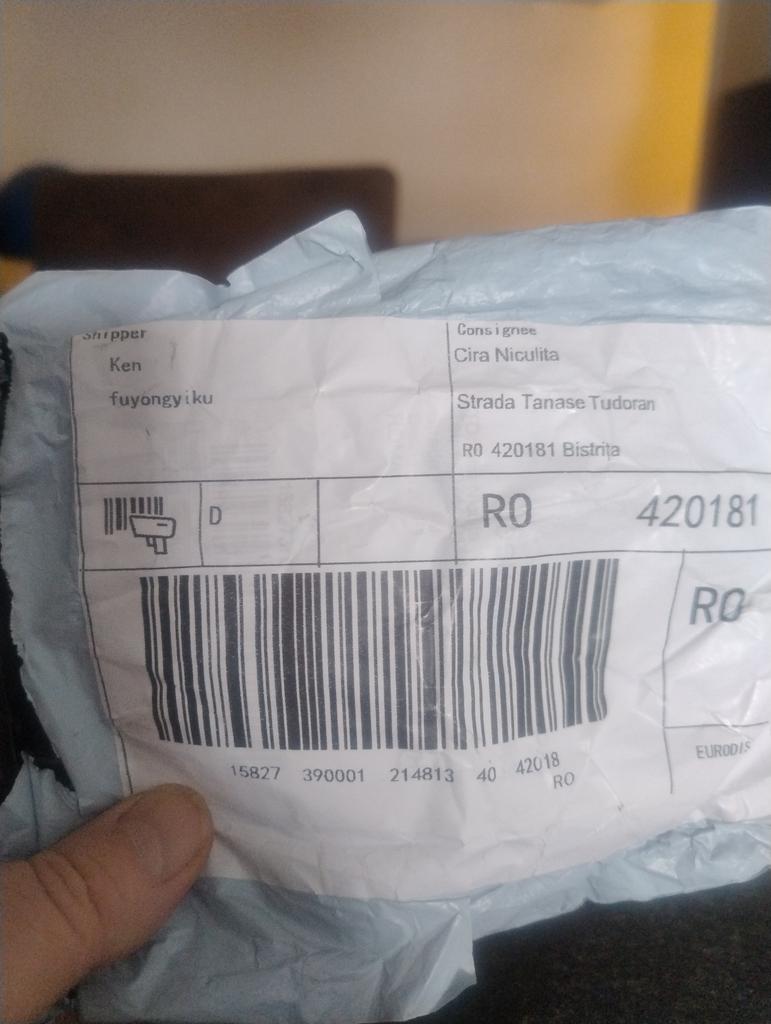 Shipper
Ken
fuyongyiku
Consignee
Cira Niculita
Strada Tanase Tudoran
RO 420181 Bistrița
D
RO 420181
RO
15827 390001 214813 40 42018
RO
EURODIS